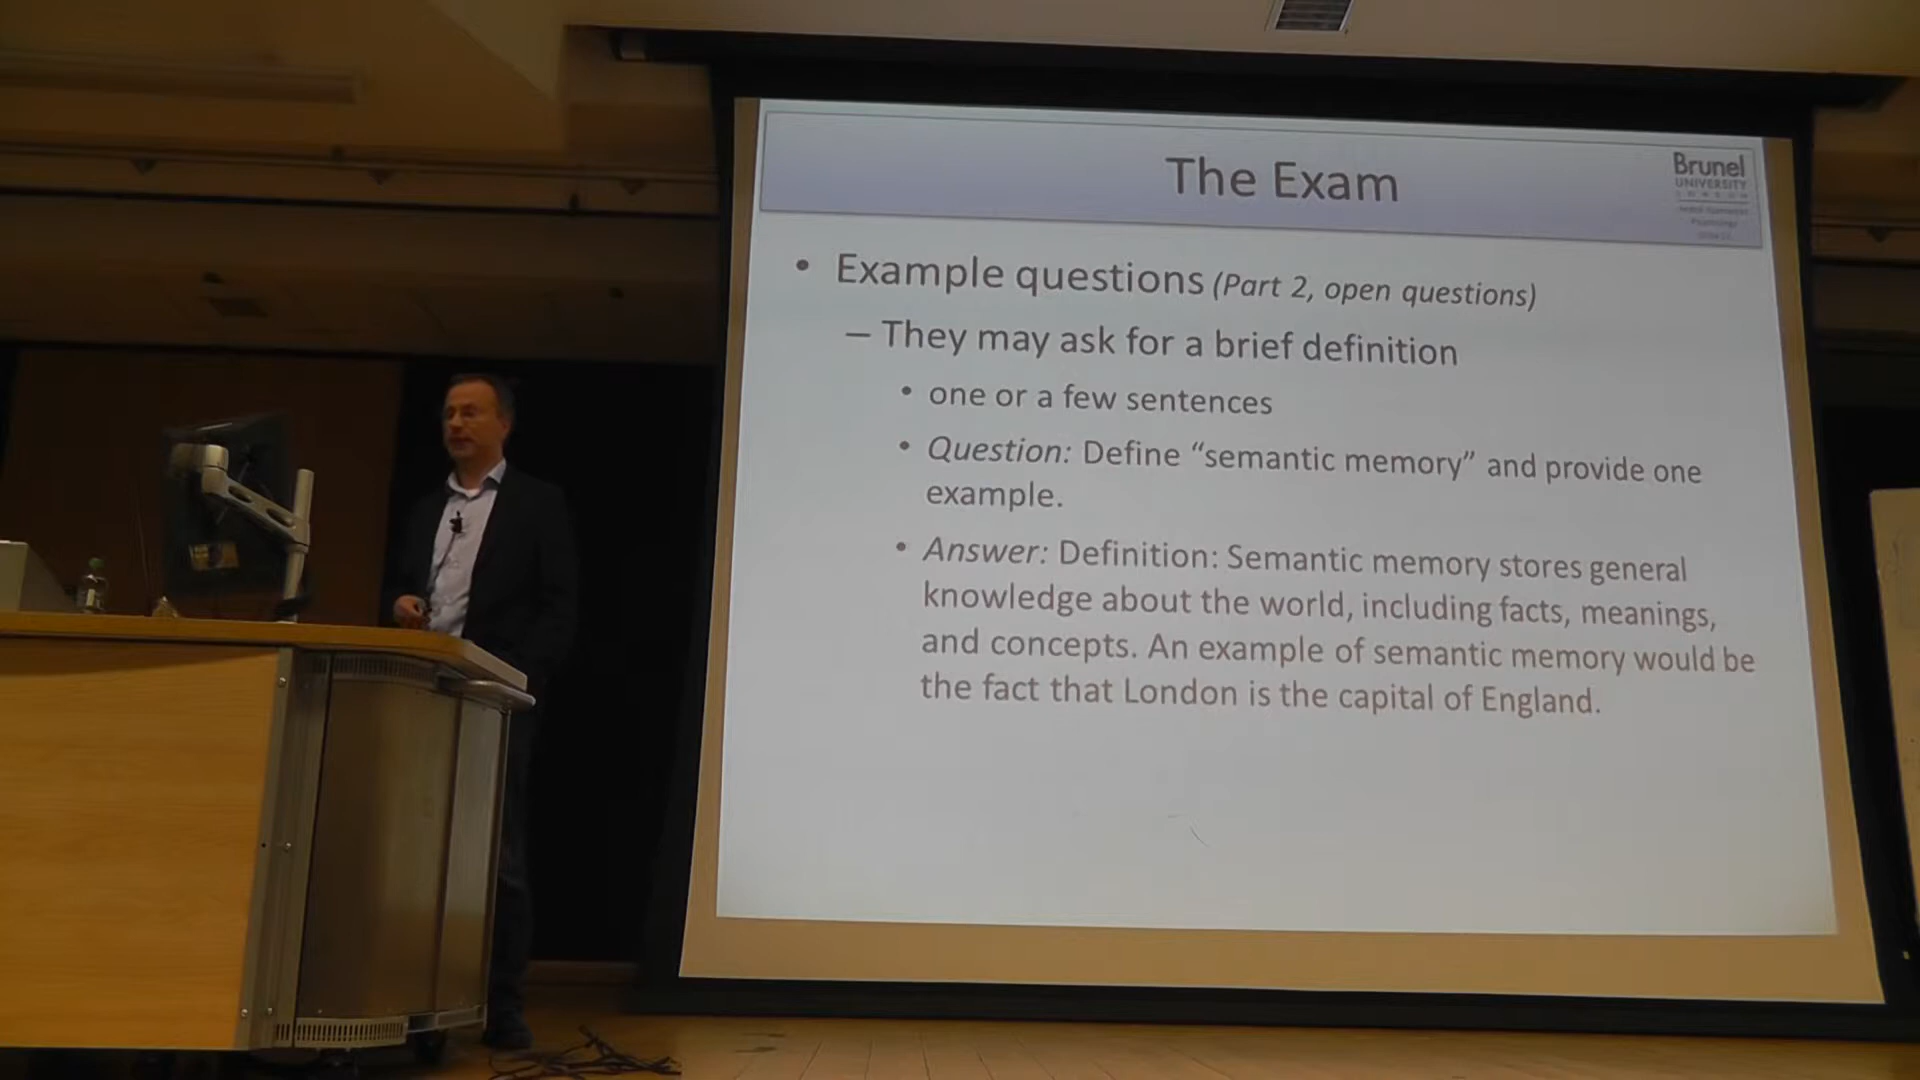 The Exam
Brunel
UNIVERSITY
LONDON
• Example questions (Part 2, open questions)
– They may ask for a brief definition
• one or a few sentences
• Question: Define “semantic memory” and provide one
example.
• Answer: Definition: Semantic memory stores general
knowledge about the world, including facts, meanings,
and concepts. An example of semantic memory would be
the fact that London is the capital of England.